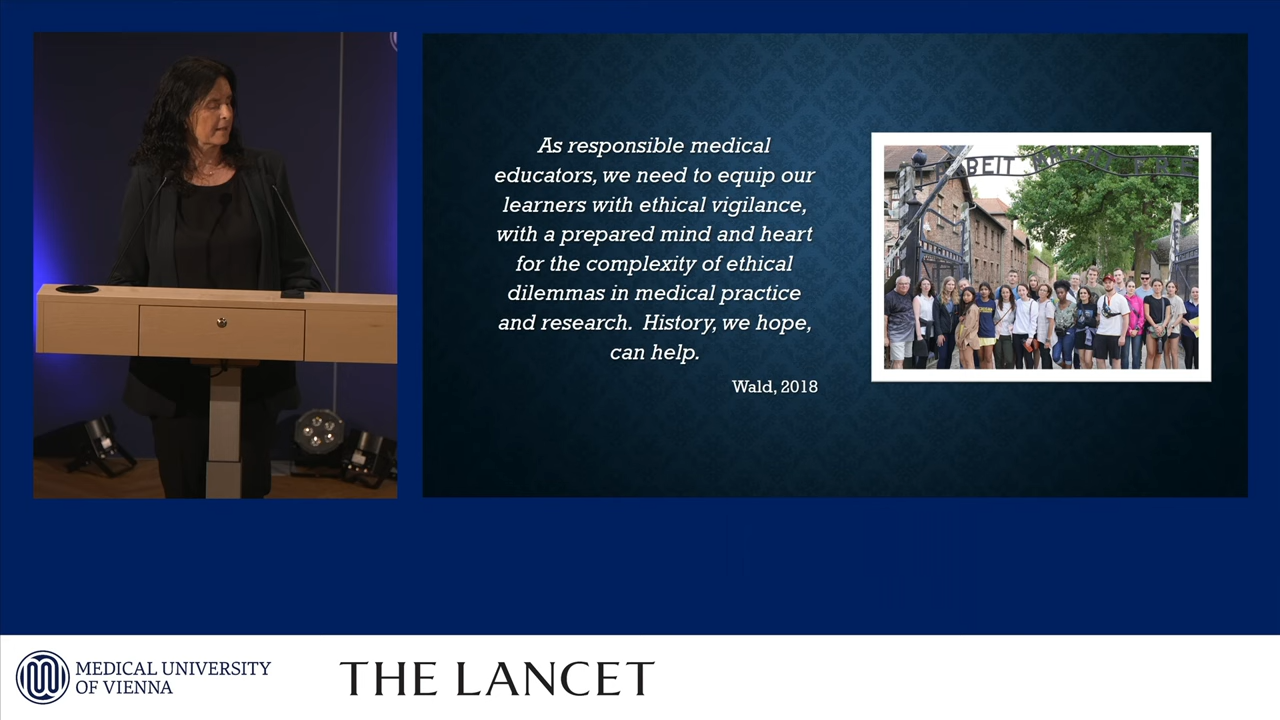 As responsible medical
educators, we need to equip our
learners with ethical vigilance,
with a prepared mind and heart
for the complexity of ethical
dilemmas in medical practice
and research. History, we hope,
can help.
Wald, 2018
BEIT
MEDICAL UNIVERSITY
OF VIENNA
THE LANCET